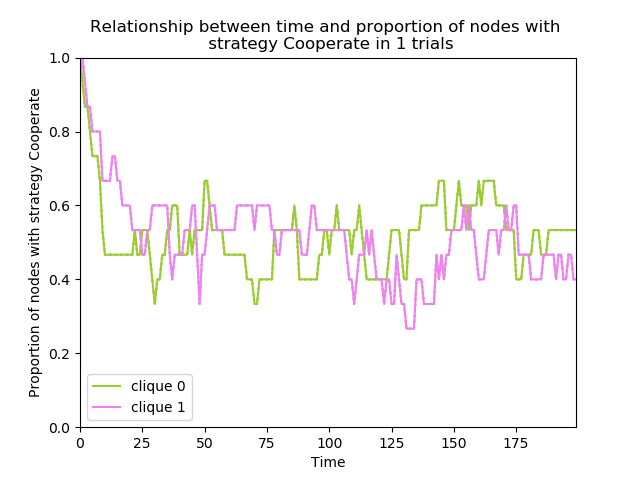 Relationship between time and proportion of nodes with
strategy Cooperate in 1 trials
Proportion of nodes with strategy Cooperate
1.0
0.8
0.6
0.4
0.2
0.0
clique 0
clique 1
0 25 50 75 100 125 150 175
Time